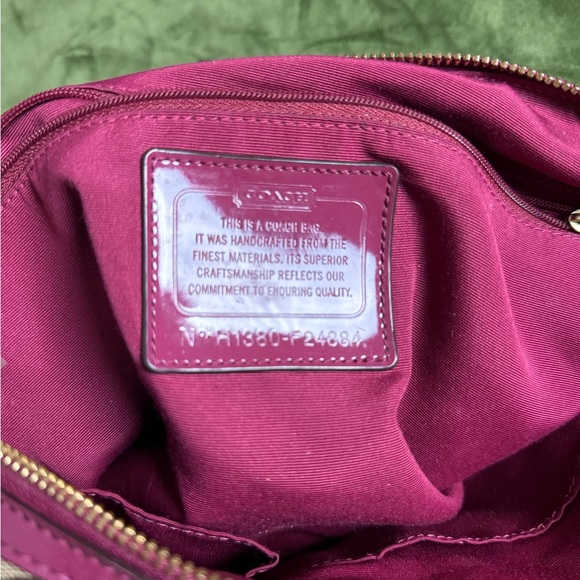 COACH
THIS IS A COACH BAG.
IT WAS HANDCRAFTED FROM THE
FINEST MATERIALS. ITS SUPERIOR
CRAFTSMANSHIP REFLECTS OUR
COMMITMENT TO ENDURING QUALITY.
No H1380-F24884